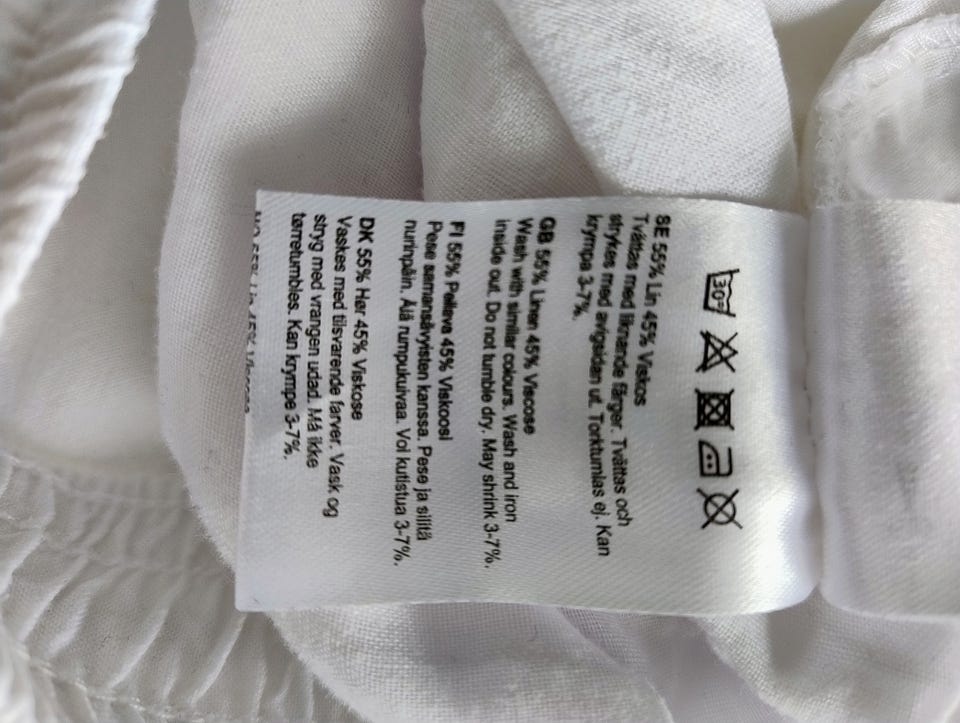 30°
SE 55% Lin 45% Viskos
Tvättas med liknande färger. Tvättas och
strykes med avigsidan ut. Torktumlas ej. Kan
krympa 3-7%.
GB 55% Linen 45% Viscose
Wash with similar colours. Wash and iron
inside out. Do not tumble dry. May shrink 3-7%.
FI 55% Pellava 45% Viskoosi
Pese samansävyisten kanssa. Pese ja silitä
nurinpäin. Älä rumpukuivaa. Voi kutistua 3-7%.
DK 55% Hør 45% Viskose
Vaskes med tilsvarende farver. Vask og
stryg med vrangen udad. Må ikke
tørretumbles. Kan krympe 3-7%.